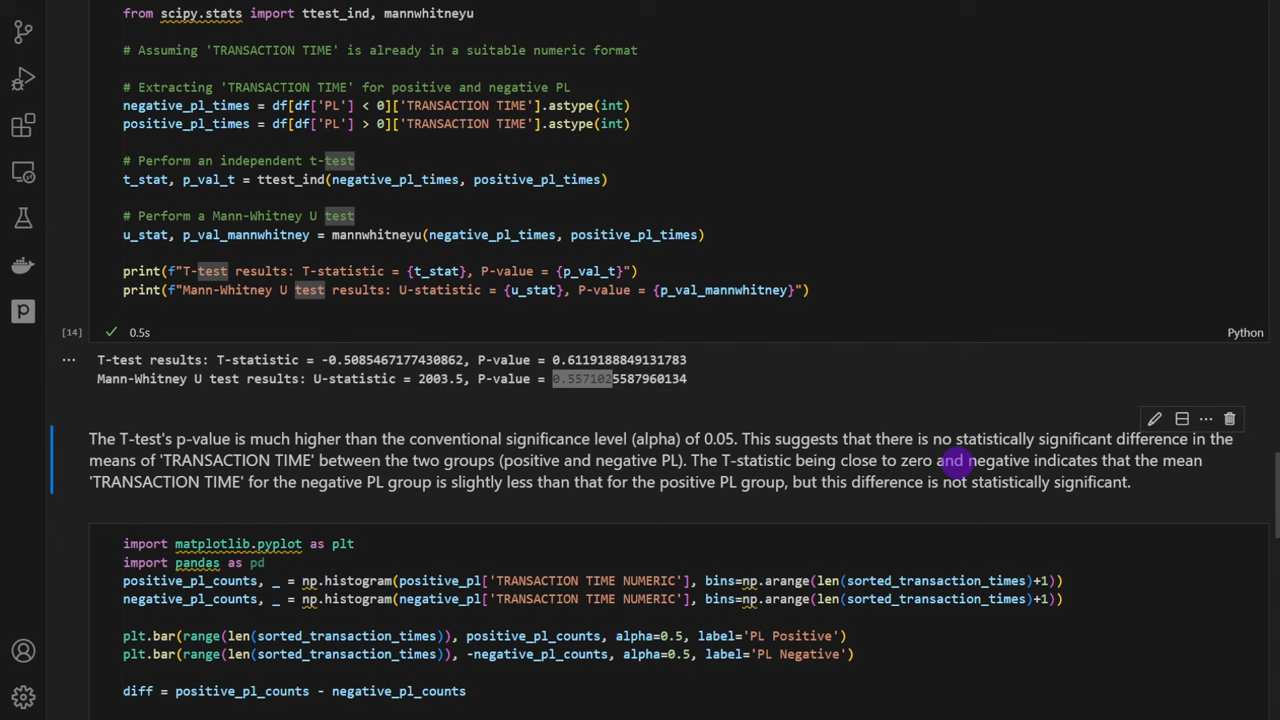 from scipy.stats import ttest_ind, mannwhitneyu
# Assuming 'TRANSACTION TIME' is already in a suitable numeric format
# Extracting 'TRANSACTION TIME' for positive and negative PL
negative_pl_times = df[df['PL'] < 0]['TRANSACTION TIME'].astype(int)
positive_pl_times = df[df['PL'] > 0]['TRANSACTION TIME'].astype(int)
# Perform an independent t-test
t_stat, p_val_t = ttest_ind(negative_pl_times, positive_pl_times)
# Perform a Mann-Whitney U test
u_stat, p_val_mannwhitney = mannwhitneyu(negative_pl_times, positive_pl_times)
print(f"T-test results: T-statistic = {t_stat}, P-value = {p_val_t}")
print(f"Mann-Whitney U test results: U-statistic = {u_stat}, P-value = {p_val_mannwhitney}")
[14] 0.5s Python
... T-test results: T-statistic = -0.5085467177430862, P-value = 0.6119188849131783
Mann-Whitney U test results: U-statistic = 2003.5, P-value = 0.5571025587960134
The T-test's p-value is much higher than the conventional significance level (alpha) of 0.05. This suggests that there is no statistically significant difference in the
means of 'TRANSACTION TIME' between the two groups (positive and negative PL). The T-statistic being close to zero and negative indicates that the mean
'TRANSACTION TIME' for the negative PL group is slightly less than that for the positive PL group, but this difference is not statistically significant.
import matplotlib.pyplot as plt
import pandas as pd
positive_pl_counts, _ = np.histogram(positive_pl['TRANSACTION TIME NUMERIC'], bins=np.arange(len(sorted_transaction_times)+1))
negative_pl_counts, _ = np.histogram(negative_pl['TRANSACTION TIME NUMERIC'], bins=np.arange(len(sorted_transaction_times)+1))
plt.bar(range(len(sorted_transaction_times)), positive_pl_counts, alpha=0.5, label='PL Positive')
plt.bar(range(len(sorted_transaction_times)), -negative_pl_counts, alpha=0.5, label='PL Negative')
diff = positive_pl_counts - negative_pl_counts